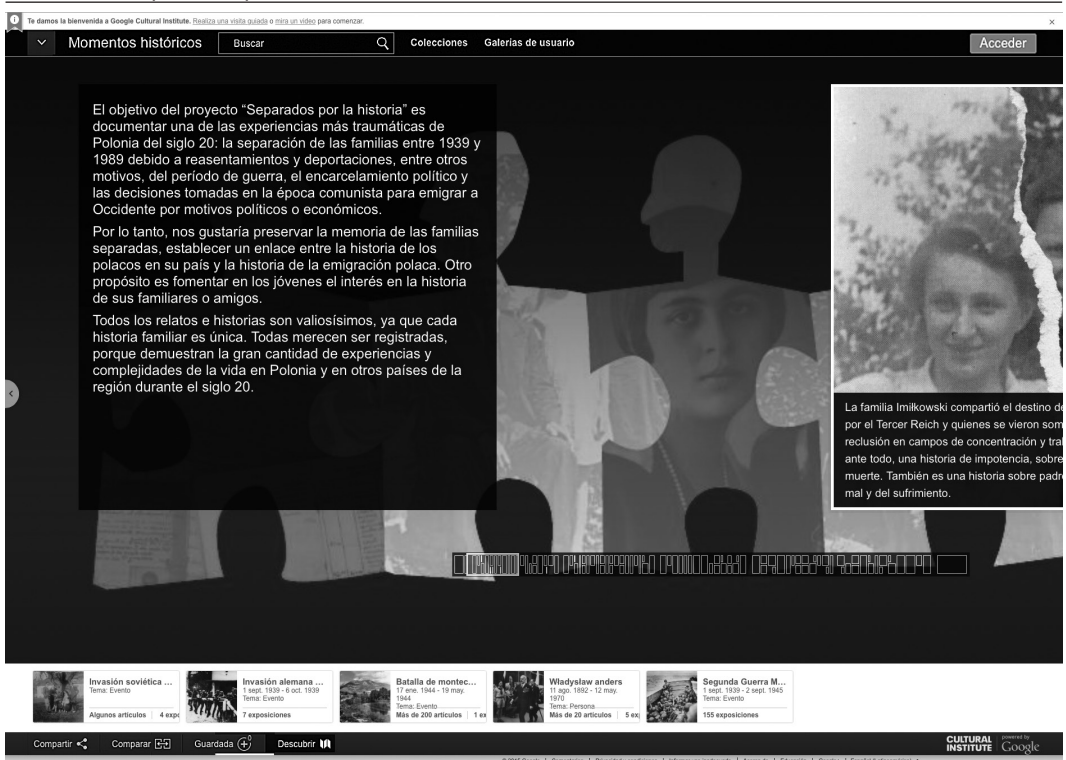 Te damos la bienvenida a Google Cultural Institute. Realiza una visita guiada o mira un video para comenzar.
Momentos históricos
Buscar
Colecciones
Galerías de usuario
Acceder
El objetivo del proyecto “Separados por la historia” es
documentar una de las experiencias más traumáticas de
Polonia del siglo 20: la separación de las familias entre 1939 y
1989 debido a reasentamientos y deportaciones, entre otros
motivos, del período de guerra, el encarcelamiento político y
las decisiones tomadas en la época comunista para emigrar a
Occidente por motivos políticos o económicos.
Por lo tanto, nos gustaría preservar la memoria de las familias
separadas, establecer un enlace entre la historia de los
polacos en su país y la historia de la emigración polaca. Otro
propósito es fomentar en los jóvenes el interés en la historia
de sus familiares o amigos.
Todos los relatos e historias son valiosísimos, ya que cada
historia familiar es única. Todas merecen ser registradas,
porque demuestran la gran cantidad de experiencias y
complejidades de la vida en Polonia y en otros países de la
región durante el siglo 20.
La familia Imiłkowski compartió el destino de
por el Tercer Reich y quienes se vieron som
reclusión en campos de concentración y tra
ante todo, una historia de impotencia, sobre
muerte. También es una historia sobre padr
mal y del sufrimiento.
Invasión soviética ...
Tema: Evento
Algunos artículos | 4 expo
Invasión alemana ...
1 sept. 1939 - 6 oct. 1939
Tema: Evento
7 exposiciones
Batalla de montec...
17 ene. 1944 - 19 may.
1944
Tema: Evento
Más de 200 artículos | 1 ex
Władysław anders
11 ago. 1892 - 12 may.
1970
Tema: Persona
Más de 20 artículos | 5 ex
Segunda Guerra M...
1 sept. 1939 - 2 sept. 1945
Tema: Evento
155 exposiciones
Compartir
Comparar
Guardada 0
Descubrir
CULTURAL INSTITUTE
powered by Google